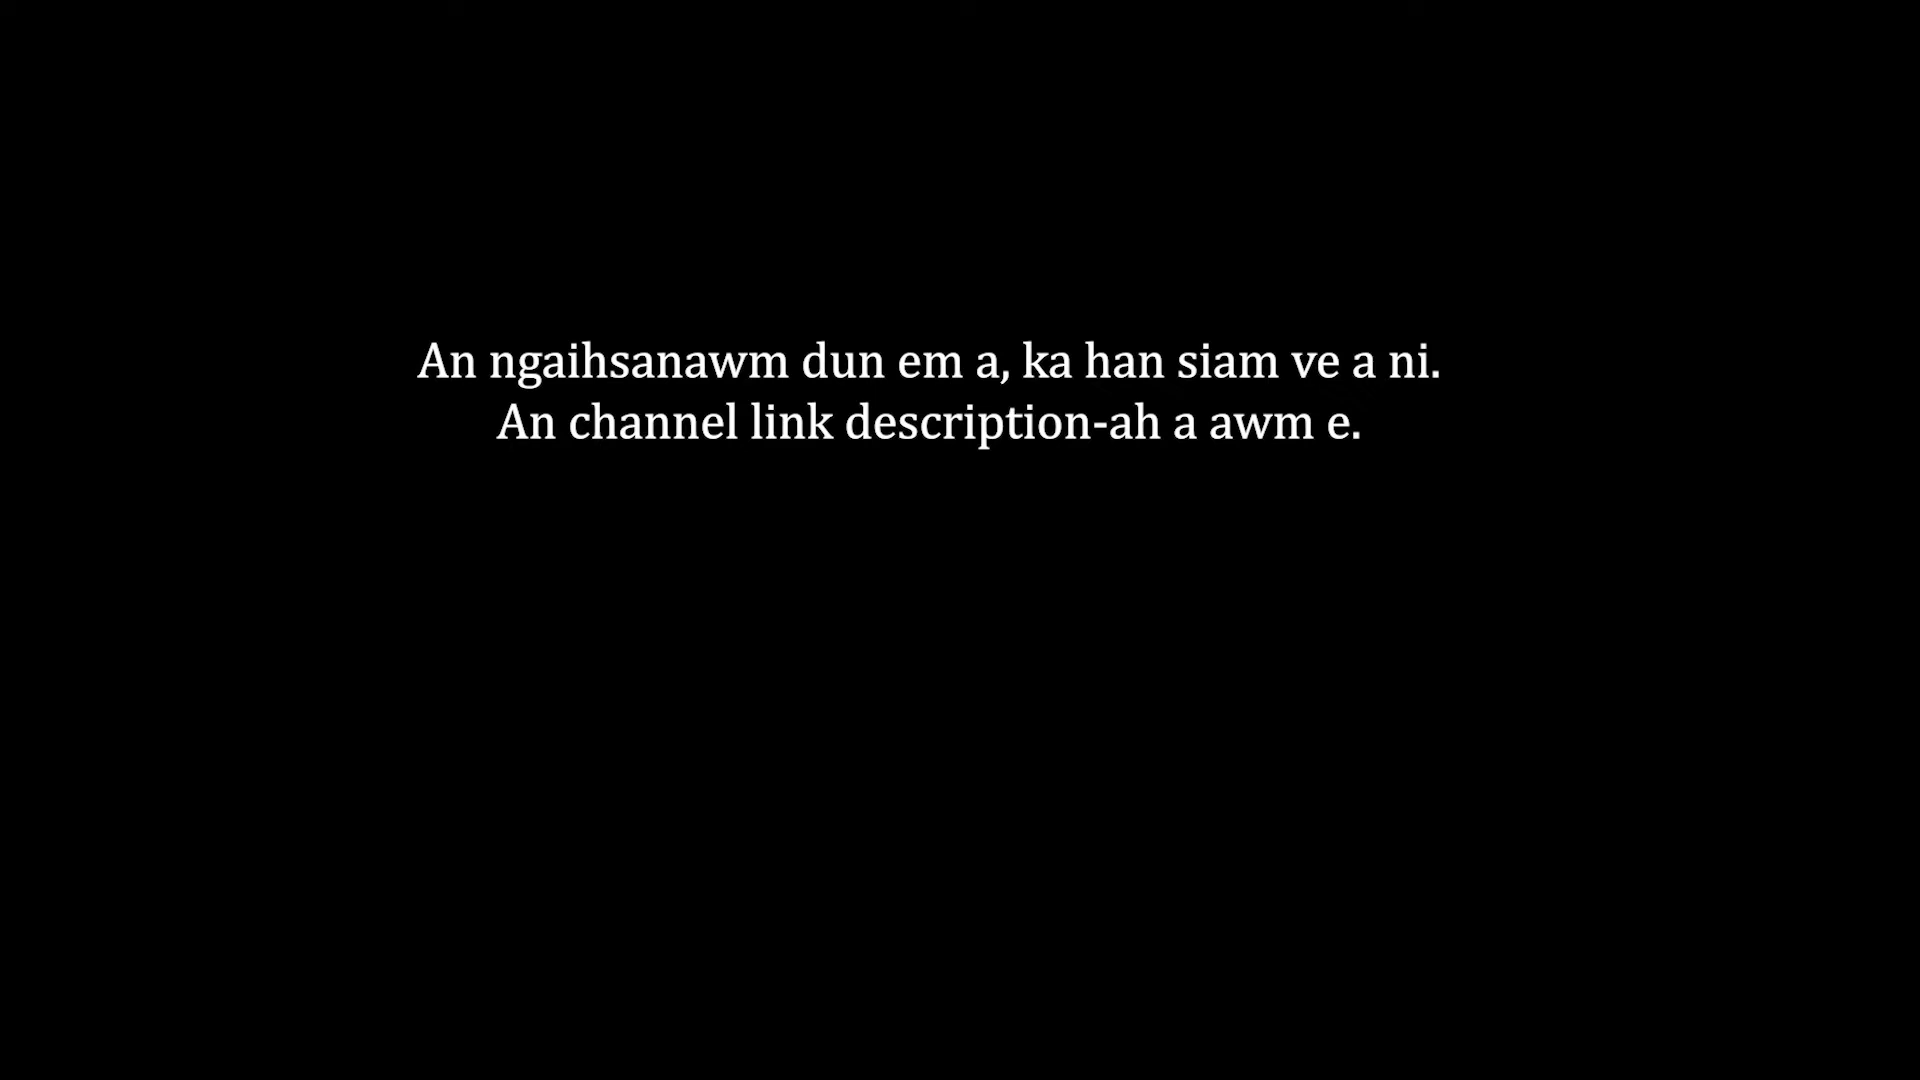 An ngaihsanawm dun em a, ka han siam ve a ni.
An channel link description-ah a awm e.